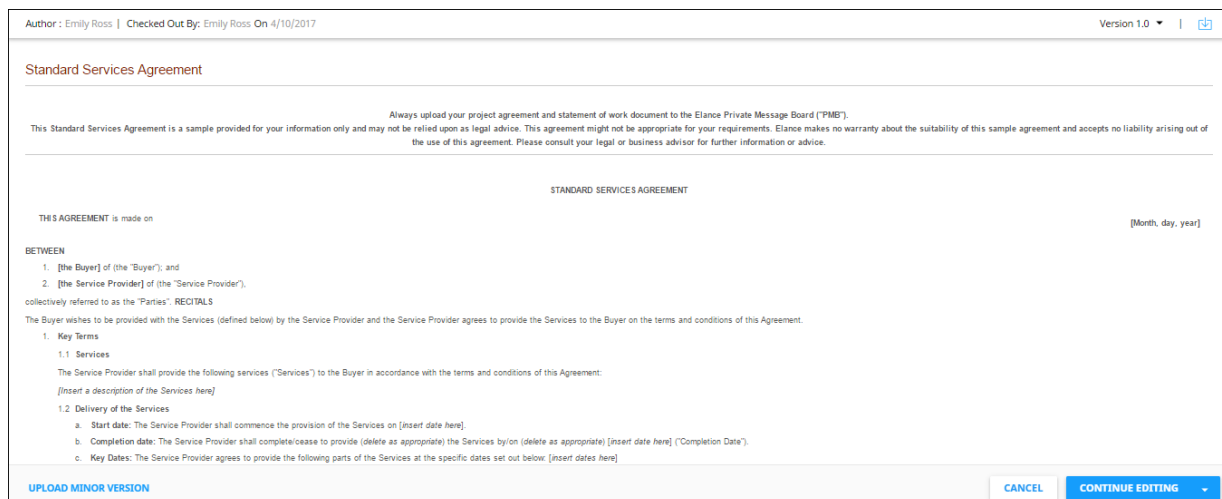 Author : Emily Ross | Checked Out By: Emily Ross On 4/10/2017
Version 1.0 |
Standard Services Agreement
Always upload your project agreement and statement of work document to the Elance Private Message Board ("PMB").
This Standard Services Agreement is a sample provided for your information only and may not be relied upon as legal advice. This agreement might not be appropriate for your requirements. Elance makes no warranty about the suitability of this sample agreement and accepts no liability arising out of
the use of this agreement. Please consult your legal or business advisor for further information or advice.
STANDARD SERVICES AGREEMENT
THIS AGREEMENT is made on
[Month, day, year]
BETWEEN
1. [the Buyer] of (the "Buyer"); and
2. [the Service Provider] of (the "Service Provider"),
collectively referred to as the "Parties". RECITALS
The Buyer wishes to be provided with the Services (defined below) by the Service Provider and the Service Provider agrees to provide the Services to the Buyer on the terms and conditions of this Agreement.
1. Key Terms
1.1 Services
The Service Provider shall provide the following services ("Services") to the Buyer in accordance with the terms and conditions of this Agreement:
[Insert a description of the Services here]
1.2 Delivery of the Services
a. Start date: The Service Provider shall commence the provision of the Services on [insert date here].
b. Completion date: The Service Provider shall complete/cease to provide (delete as appropriate) the Services by/on (delete as appropriate) [insert date here] ("Completion Date").
c. Key Dates: The Service Provider agrees to provide the following parts of the Services at the specific dates set out below: [insert dates here]
UPLOAD MINOR VERSION
CANCEL
CONTINUE EDITING